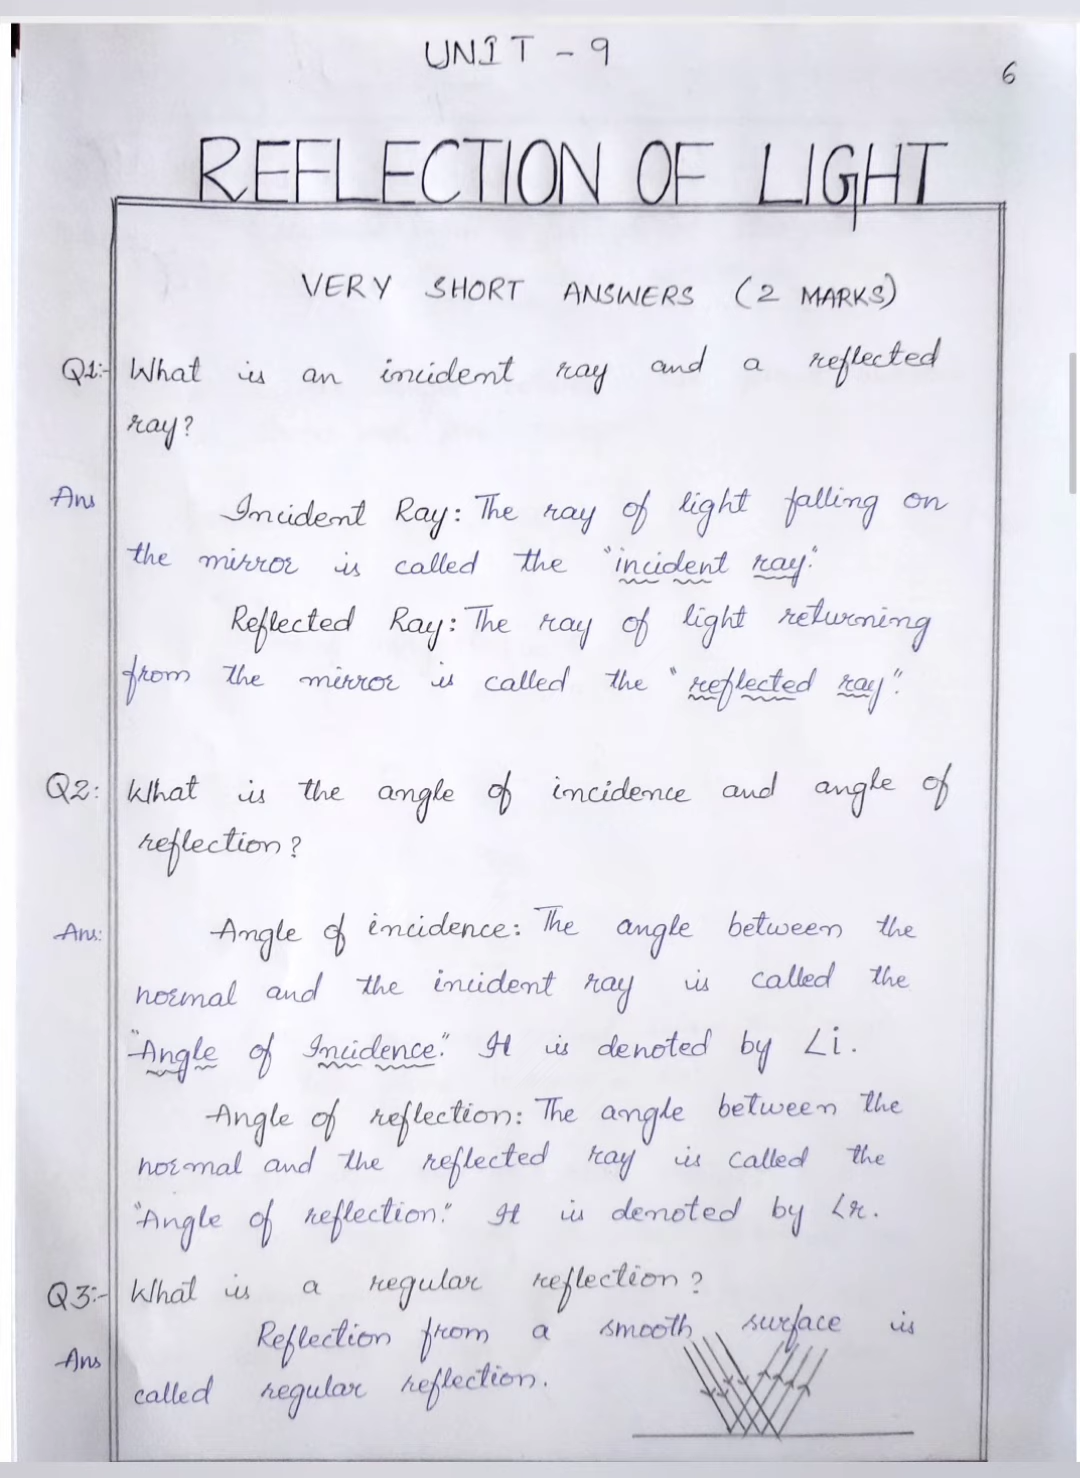 UNIT - 9
6
REFLECTION OF LIGHT
VERY SHORT ANSWERS (2 MARKS)
Q1:- What is an incident ray and a reflected
ray?
Ans
Incident Ray: The ray of light falling on
the mirror is called the "incident ray."
Reflected Ray: The ray of light returning
from the mirror is called the "reflected ray".
Q2: What is the angle of incidence and angle of
reflection?
Ans: Angle of incidence: The angle between the
normal and the incident ray is called the
"Angle of Incidence." It is denoted by ∠i.
Angle of reflection: The angle between the
normal and the reflected ray is called the
"Angle of reflection." It is denoted by ∠r.
Q3:- What is a regular reflection?
Reflection from a smooth surface is
Ans
called regular reflection.